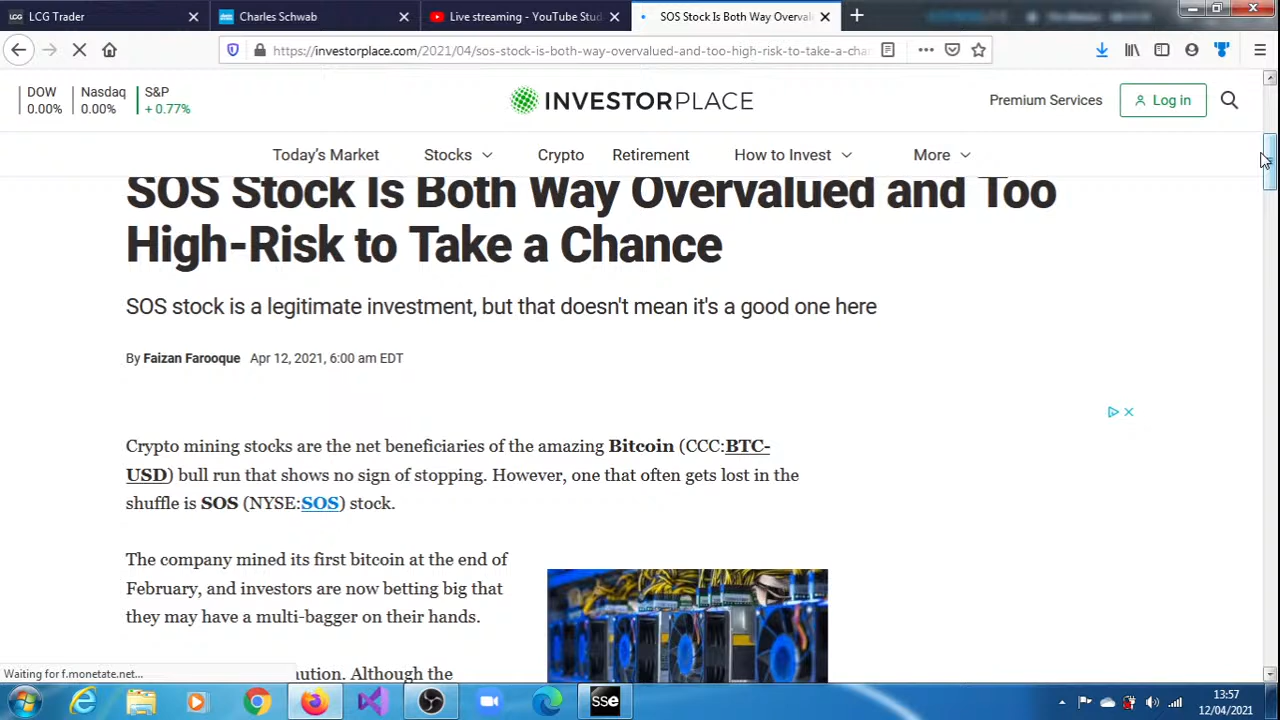 LCG Trader
Charles Schwab
Live streaming - YouTube Stud
SOS Stock Is Both Way Overval
https://investorplace.com/2021/04/sos-stock-is-both-way-overvalued-and-too-high-risk-to-take-a-chan
DOW
0.00%
Nasdaq
0.00%
S&P
+ 0.77%
INVESTORPLACE
Premium Services
Log in
Today's Market
Stocks
Crypto
Retirement
How to Invest
More
SOS Stock Is Both Way Overvalued and Too
High-Risk to Take a Chance
SOS stock is a legitimate investment, but that doesn't mean it's a good one here
By Faizan Farooque Apr 12, 2021, 6:00 am EDT
Crypto mining stocks are the net beneficiaries of the amazing Bitcoin (CCC:BTC-
USD) bull run that shows no sign of stopping. However, one that often gets lost in the
shuffle is SOS (NYSE:SOS) stock.
The company mined its first bitcoin at the end of
February, and investors are now betting big that
they may have a multi-bagger on their hands.
ution. Although the
Waiting for f.monetate.net...
SSe
13:57
12/04/2021